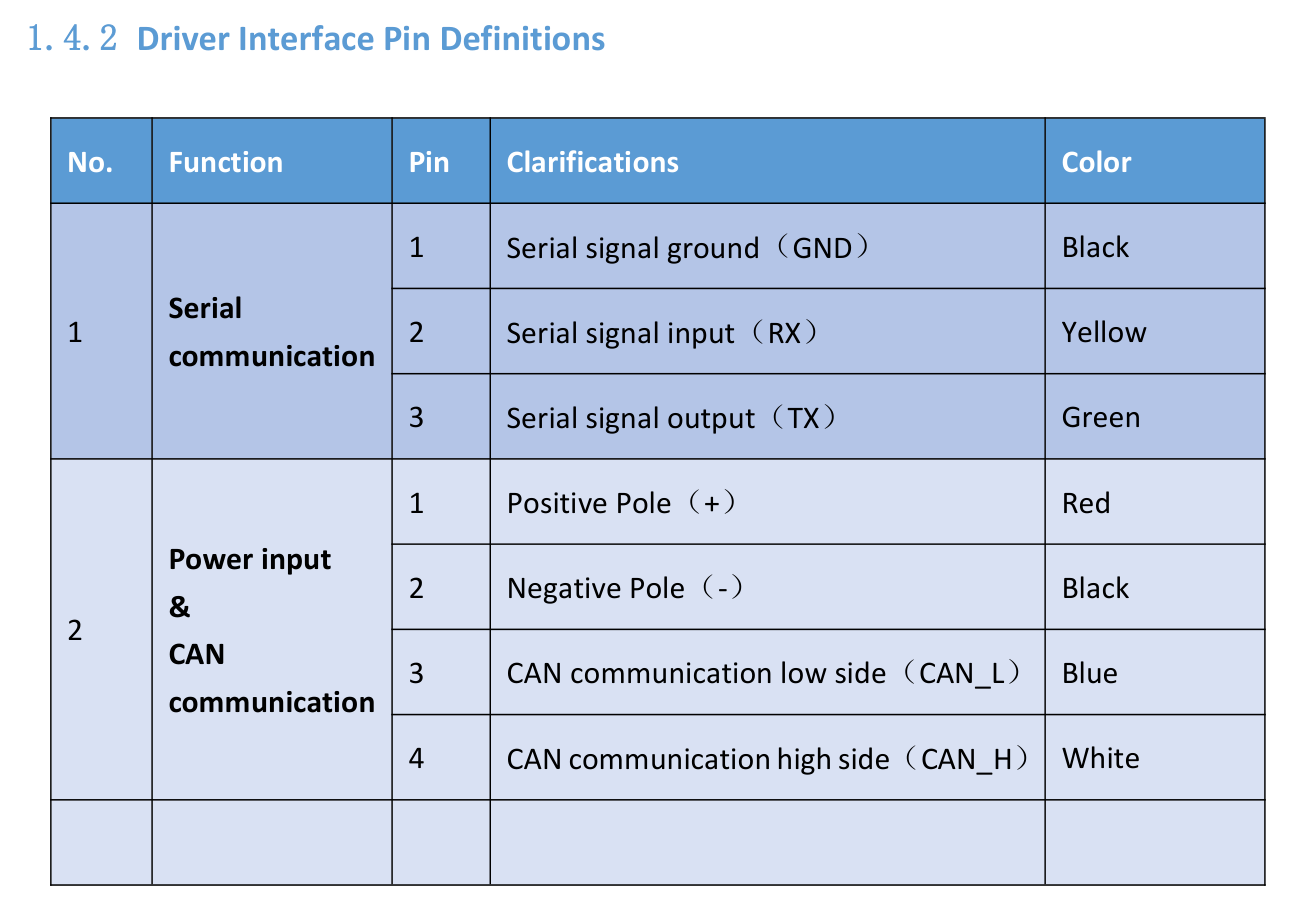 1.4.2 Driver Interface Pin Definitions
No. Function Pin Clarifications Color
1 Serial communication 1 Serial signal ground（GND） Black
2 Serial signal input（RX） Yellow
3 Serial signal output（TX） Green
2 Power input & CAN communication 1 Positive Pole（+） Red
2 Negative Pole（-） Black
3 CAN communication low side（CAN_L） Blue
4 CAN communication high side（CAN_H） White